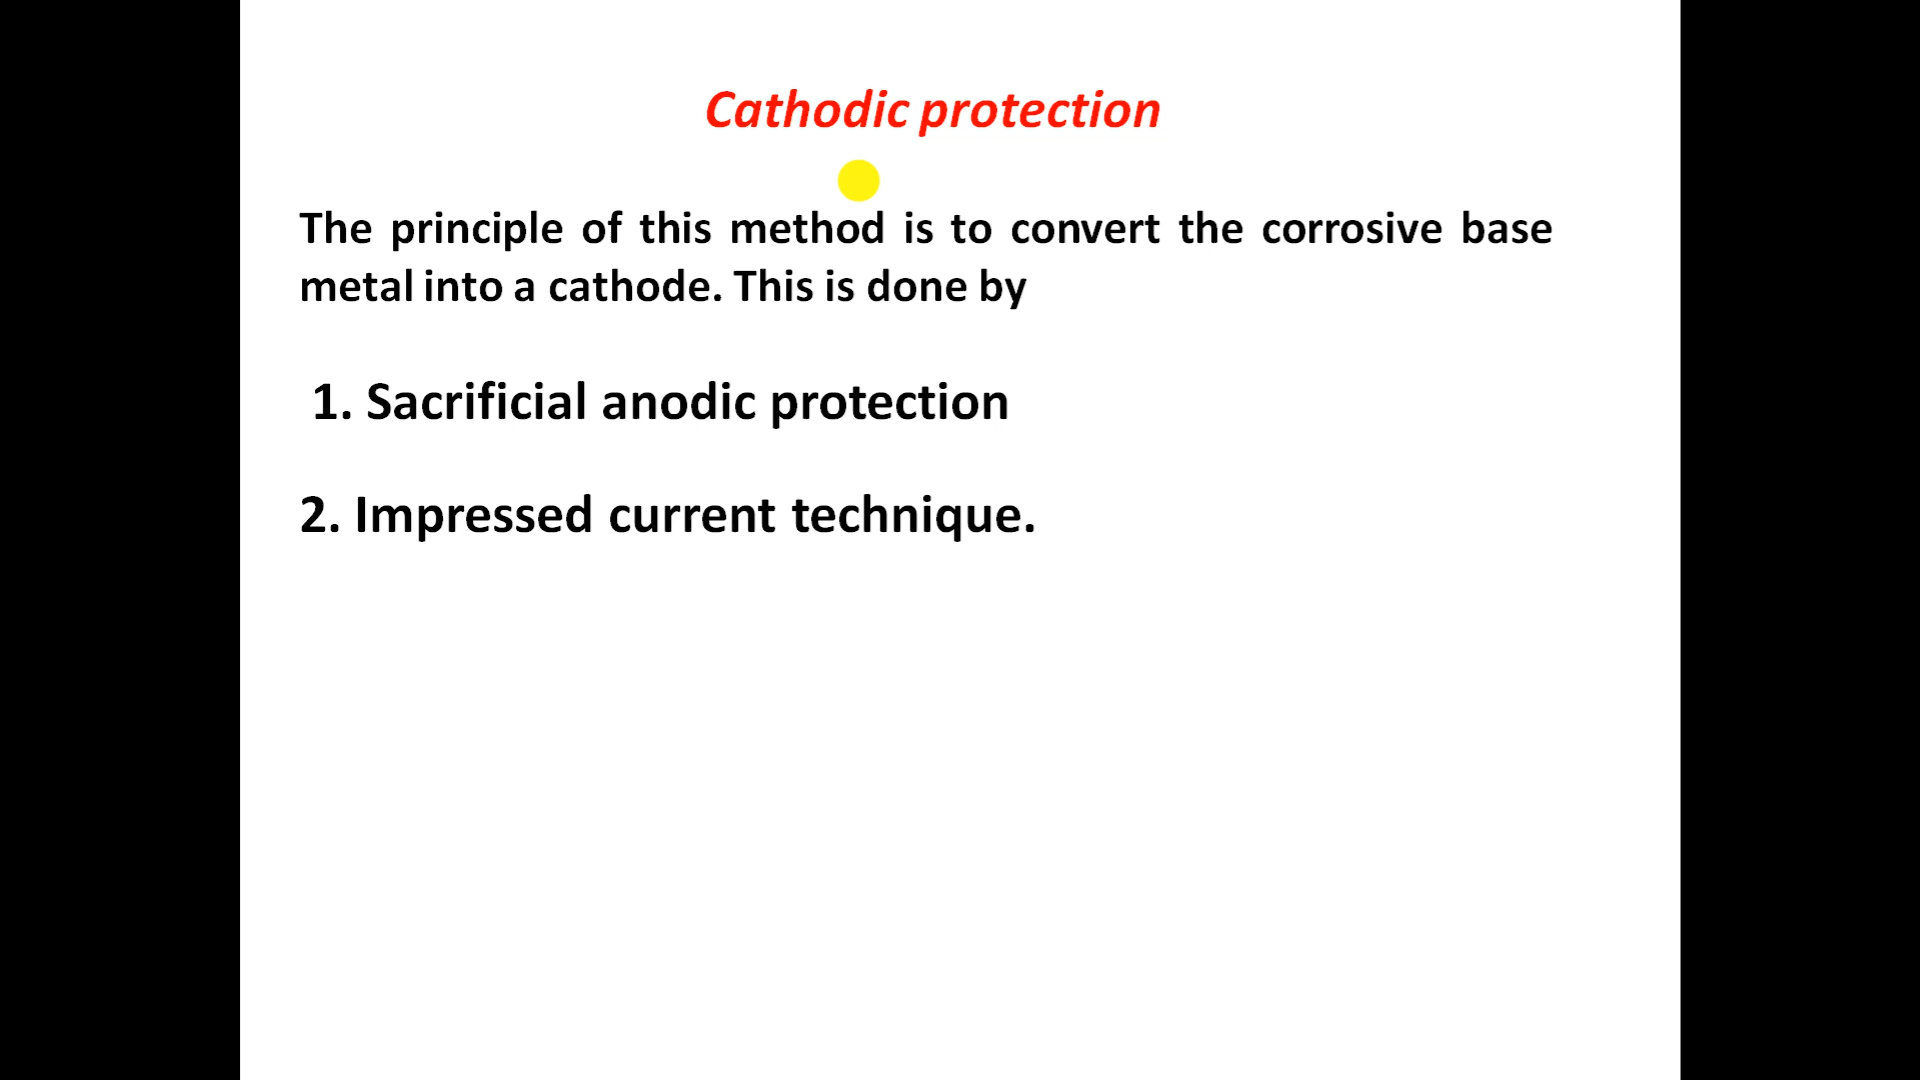 Cathodic protection
The principle of this method is to convert the corrosive base
metal into a cathode. This is done by
1. Sacrificial anodic protection
2. Impressed current technique.